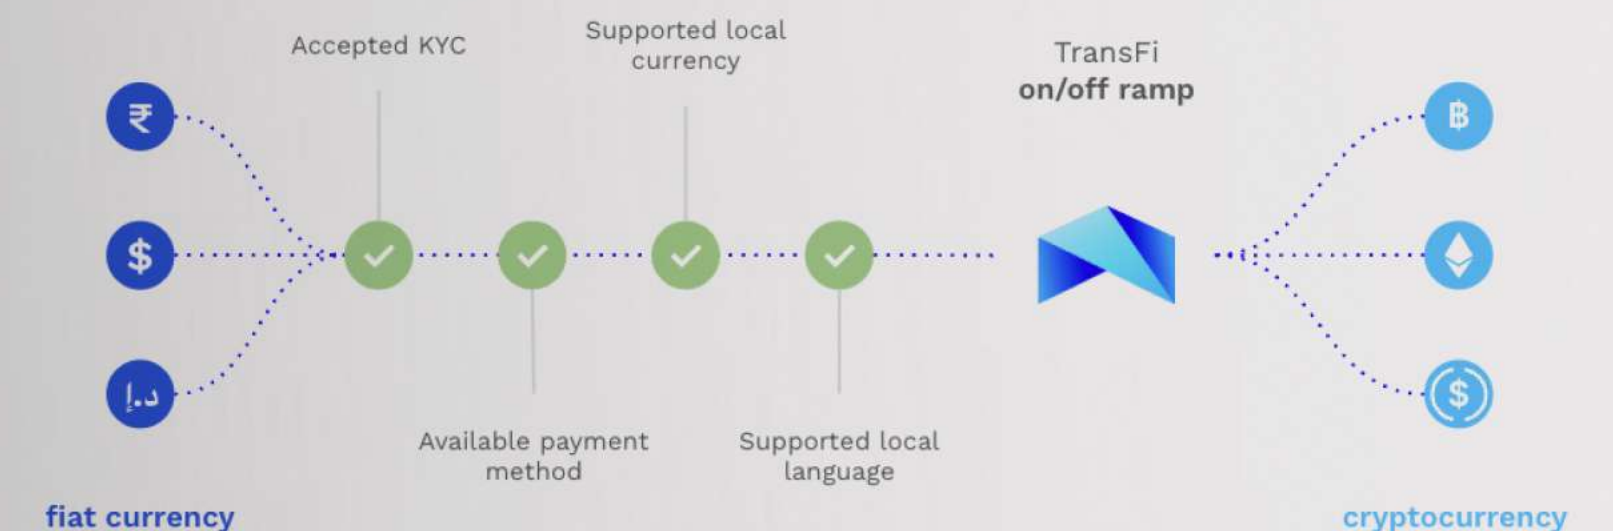 Accepted KYC
Supported local
currency
TransFi
on/off ramp
₹
$
د.إ
฿
$
Available payment
method
Supported local
language
fiat currency
cryptocurrency